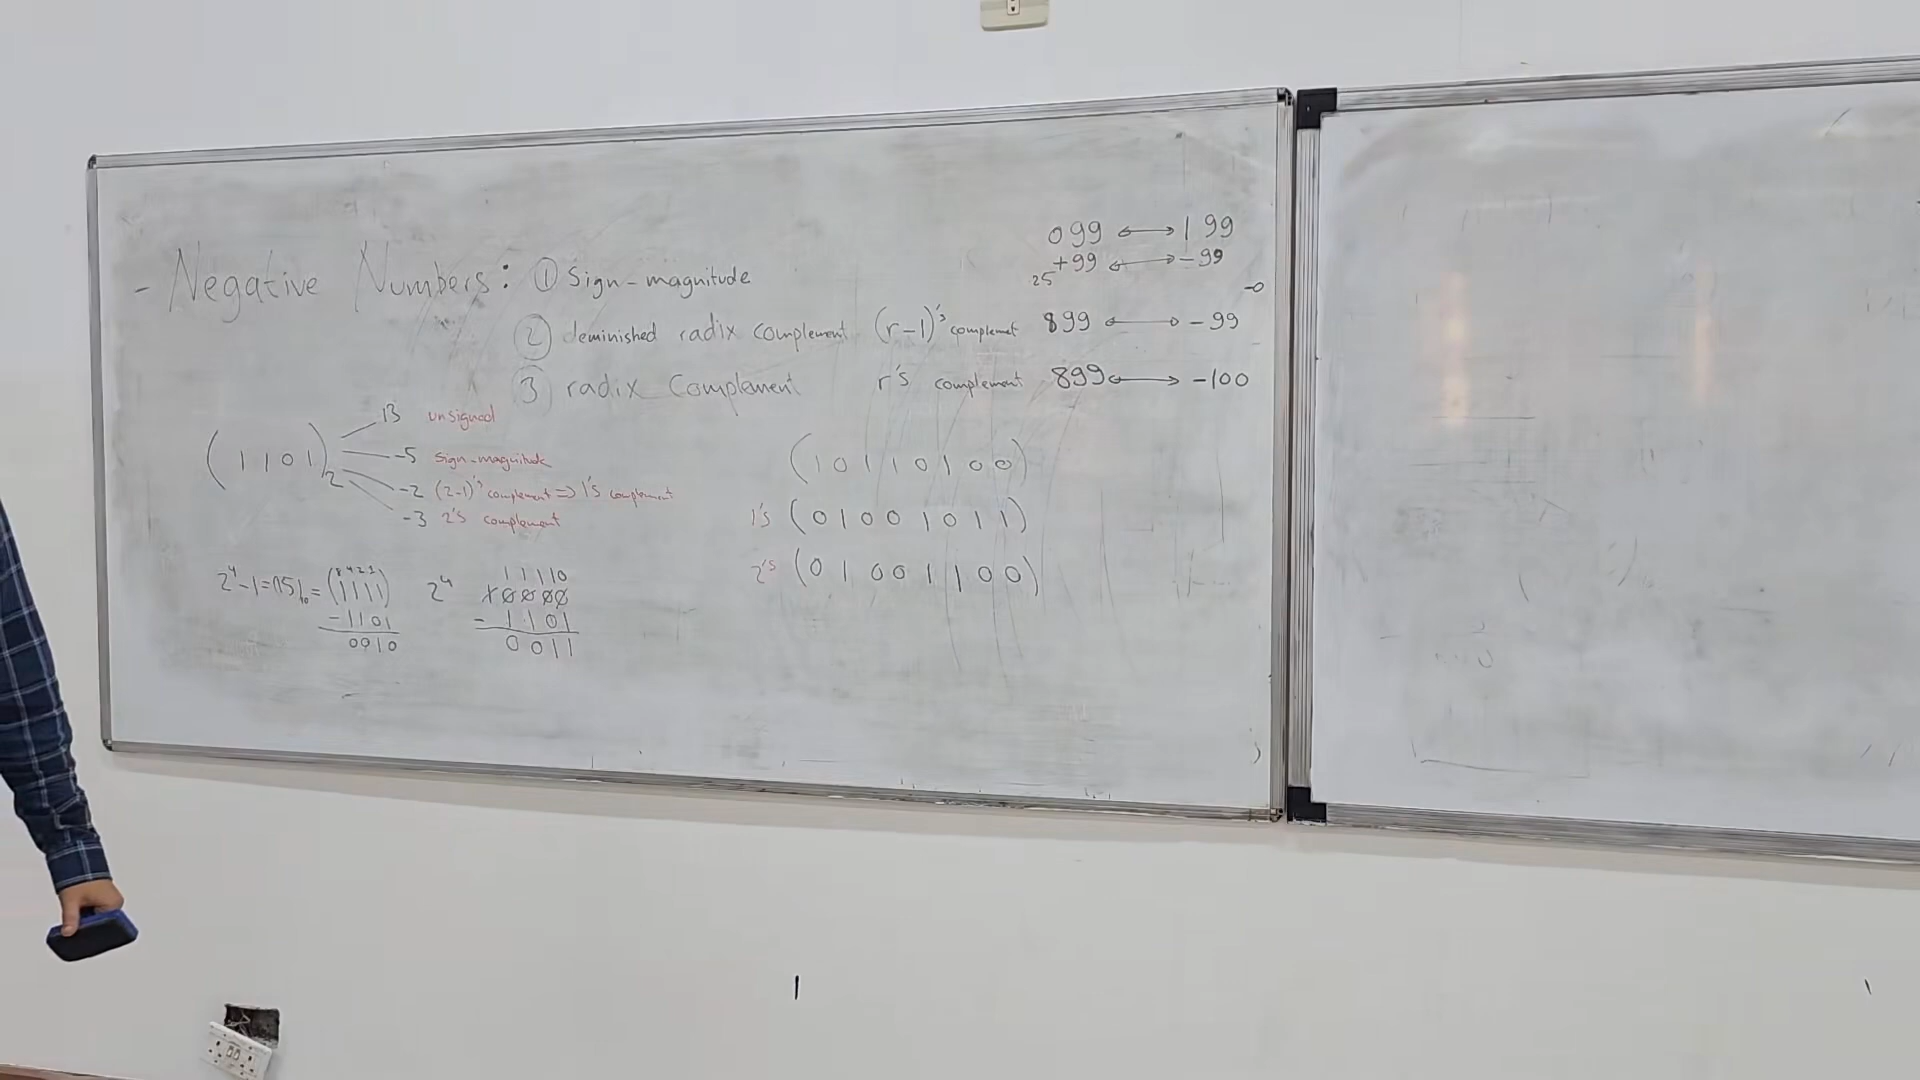 - Negative Numbers: ① Sign-magnitude
② deminished radix complement (r-1)'s complemet
③ radix Complement r's complement
099 ↔ 199
+99 ↔ -99
25
-0
899 ↔ -99
899 ↔ -100
(1101)2
13 unsigned
-5 sign-magnitude
-2 (2-1)'s complement => 1's complement
-3 2's complement
2^4-1=(15)10=(1111)
8421
-1101
0010
2^4
11110
10000
- 1101
0011
(10110100)
1's (01001011)
2's (01001100)